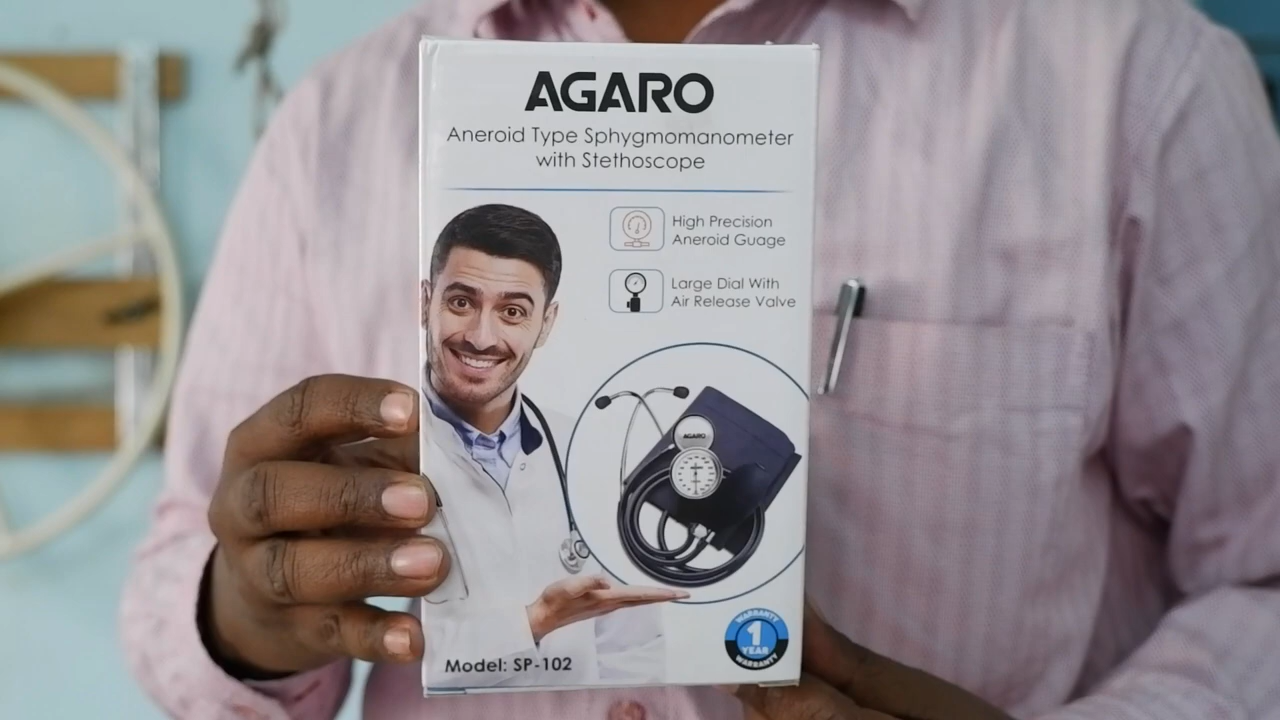 AGARO
Aneroid Type Sphygmomanometer
with Stethoscope
High Precision
Aneroid Guage
Large Dial With
Air Release Valve
AGARO
WARRANTY
1
YEAR
WARRANTY
Model: SP-102